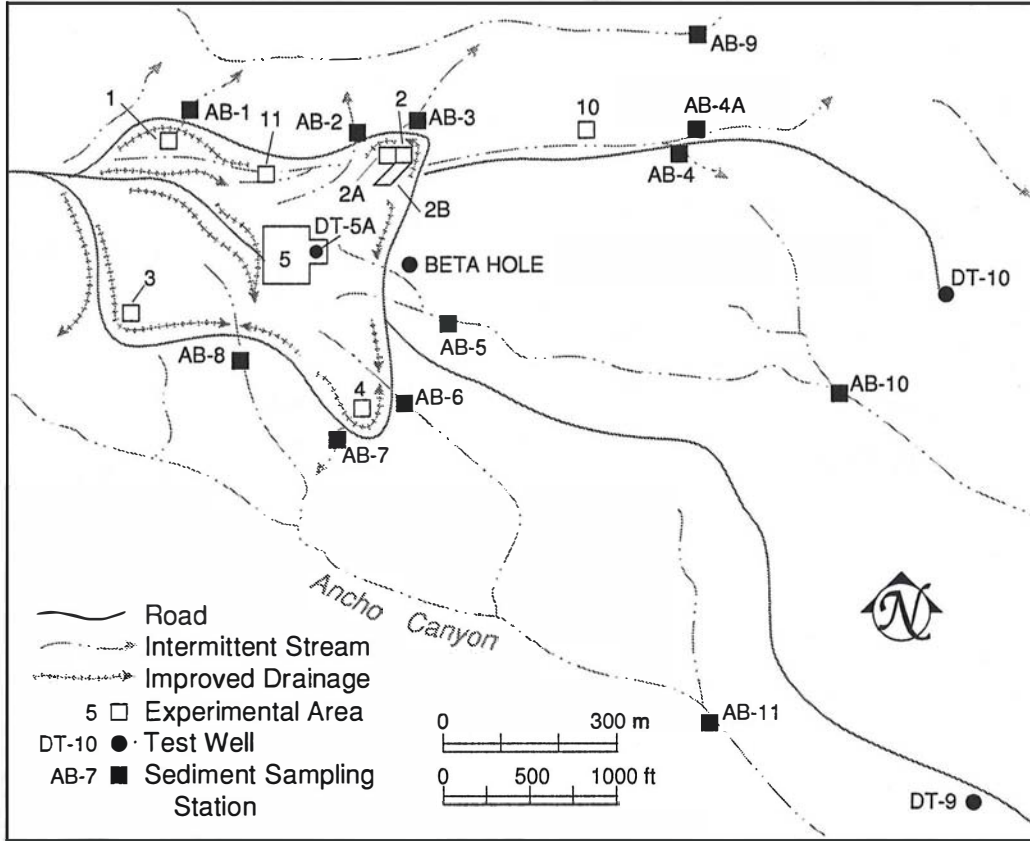 AB-9
1
AB-1
11
AB-2
2
AB-3
10
AB-4A
2A
2B
AB-4
DT-5A
5
BETA HOLE
DT-10
3
AB-8
AB-5
AB-10
4
AB-6
AB-7
Ancho Canyon
N
Road
Intermittent Stream
Improved Drainage
5 Experimental Area
DT-10 Test Well
AB-7 Sediment Sampling
Station
0 300 m
0 500 1000 ft
AB-11
DT-9